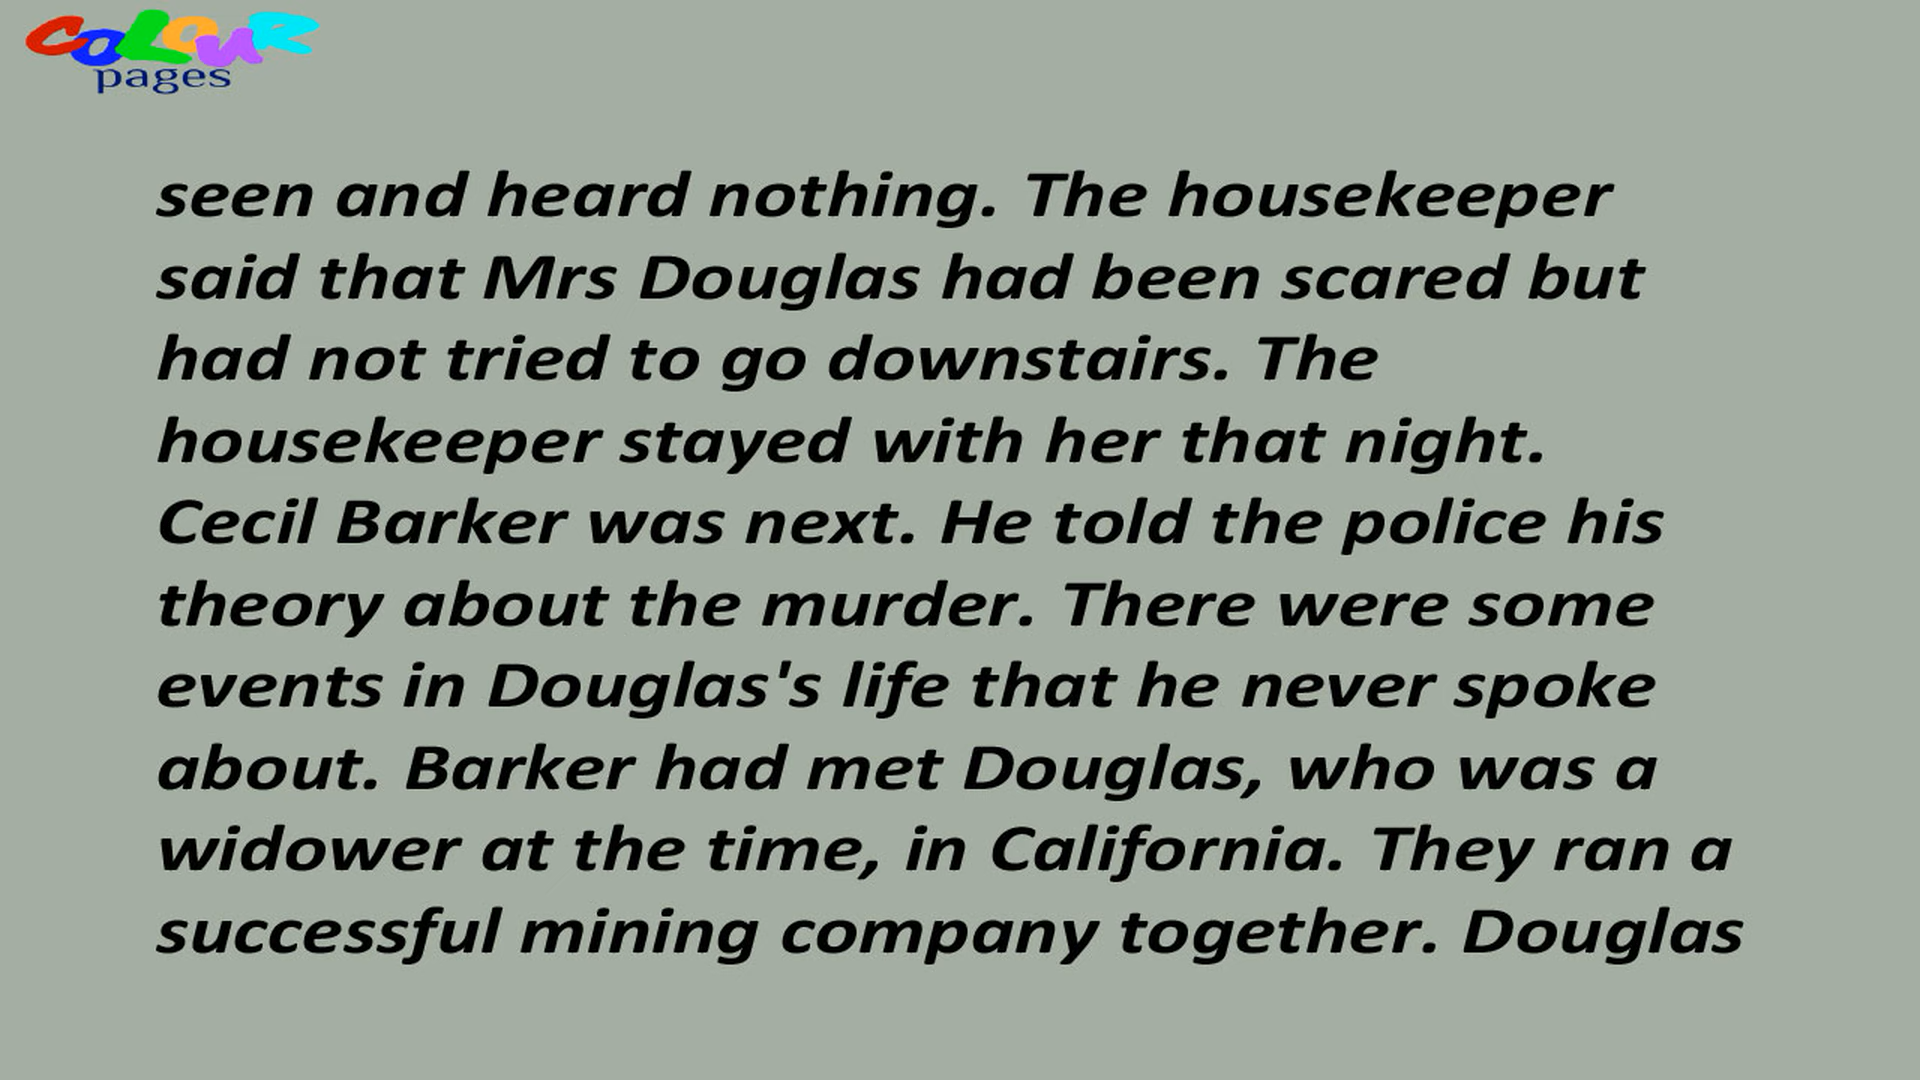 COLOUR
pages
seen and heard nothing. The housekeeper
said that Mrs Douglas had been scared but
had not tried to go downstairs. The
housekeeper stayed with her that night.
Cecil Barker was next. He told the police his
theory about the murder. There were some
events in Douglas's life that he never spoke
about. Barker had met Douglas, who was a
widower at the time, in California. They ran a
successful mining company together. Douglas